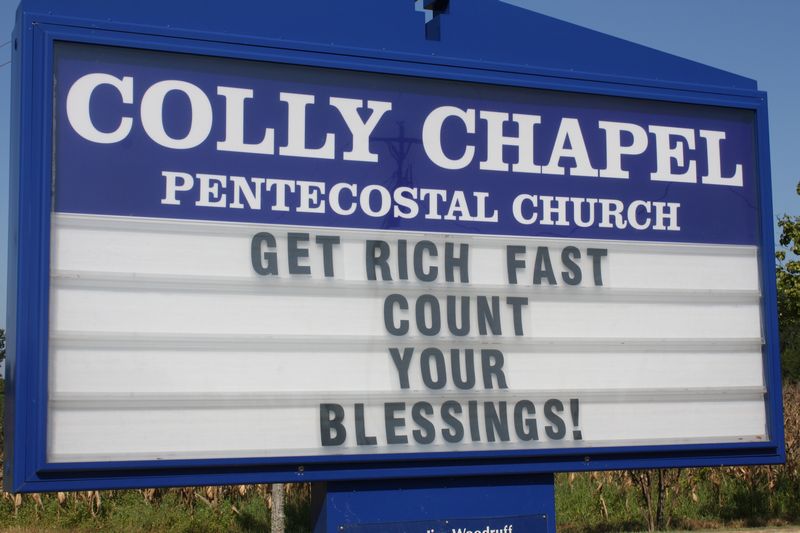 COLLY CHAPEL
PENTECOSTAL CHURCH
GET RICH FAST
COUNT
YOUR
BLESSINGS!
Woodruff